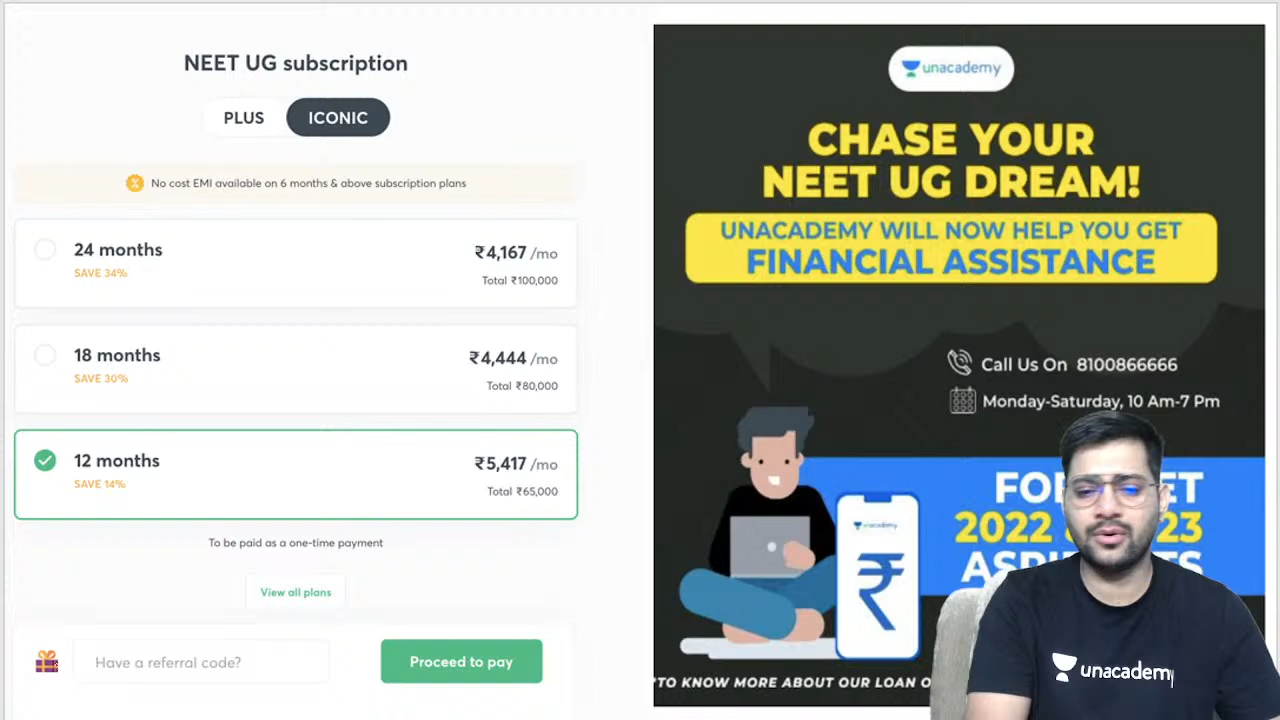 NEET UG subscription
PLUS ICONIC
No cost EMI available on 6 months & above subscription plans
24 months
SAVE 34%
₹4,167 /mo
Total ₹100,000
18 months
SAVE 30%
₹4,444 /mo
Total ₹80,000
12 months
SAVE 14%
₹5,417 /mo
Total ₹65,000
To be paid as a one-time payment
View all plans
Have a referral code?
Proceed to pay
unacademy
CHASE YOUR
NEET UG DREAM!
UNACADEMY WILL NOW HELP YOU GET
FINANCIAL ASSISTANCE
Call Us On 8100866666
Monday-Saturday, 10 Am-7 Pm
unacademy
₹
2022
TO KNOW MORE ABOUT OUR LOAN
unacademy